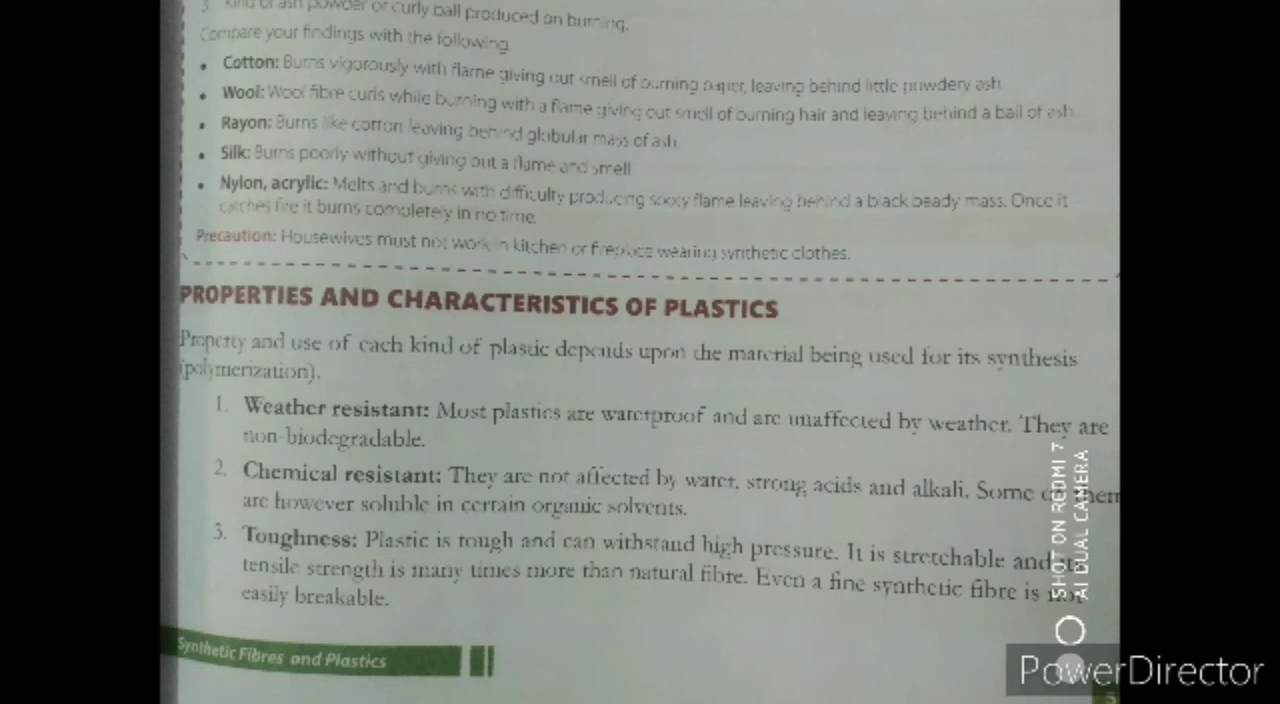 3. Kind of ash powder or curly ball produced on burning.
Compare your findings with the following.
• Cotton: Burns vigorously with flame giving out smell of burning paper, leaving behind little powdery ash.
• Wool: Wool fibre curls while burning with a flame giving out smell of burning hair and leaving behind a ball of ash.
• Rayon: Burns like cotton leaving behind globular mass of ash.
• Silk: Burns poorly without giving out a flame and smell
• Nylon, acrylic: Melts and burns with difficulty producing sooty flame leaving behind a black beady mass. Once it
catches fire it burns completely in no time.
Precaution: Housewives must not work in kitchen or fireplace wearing synthetic clothes.
PROPERTIES AND CHARACTERISTICS OF PLASTICS
Property and use of each kind of plastic depends upon the material being used for its synthesis
(polymerization).
1. Weather resistant: Most plastics are waterproof and are unaffected by weather. They are
non-biodegradable.
2. Chemical resistant: They are not affected by water, strong acids and alkali. Some of them
are however soluble in certain organic solvents.
3. Toughness: Plastic is tough and can withstand high pressure. It is stretchable and
tensile strength is many times more than natural fibre. Even a fine synthetic fibre is not
easily breakable.
Synthetic Fibres and Plastics
SHOT ON REDMI 7
AI DUAL CAMERA
PowerDirector